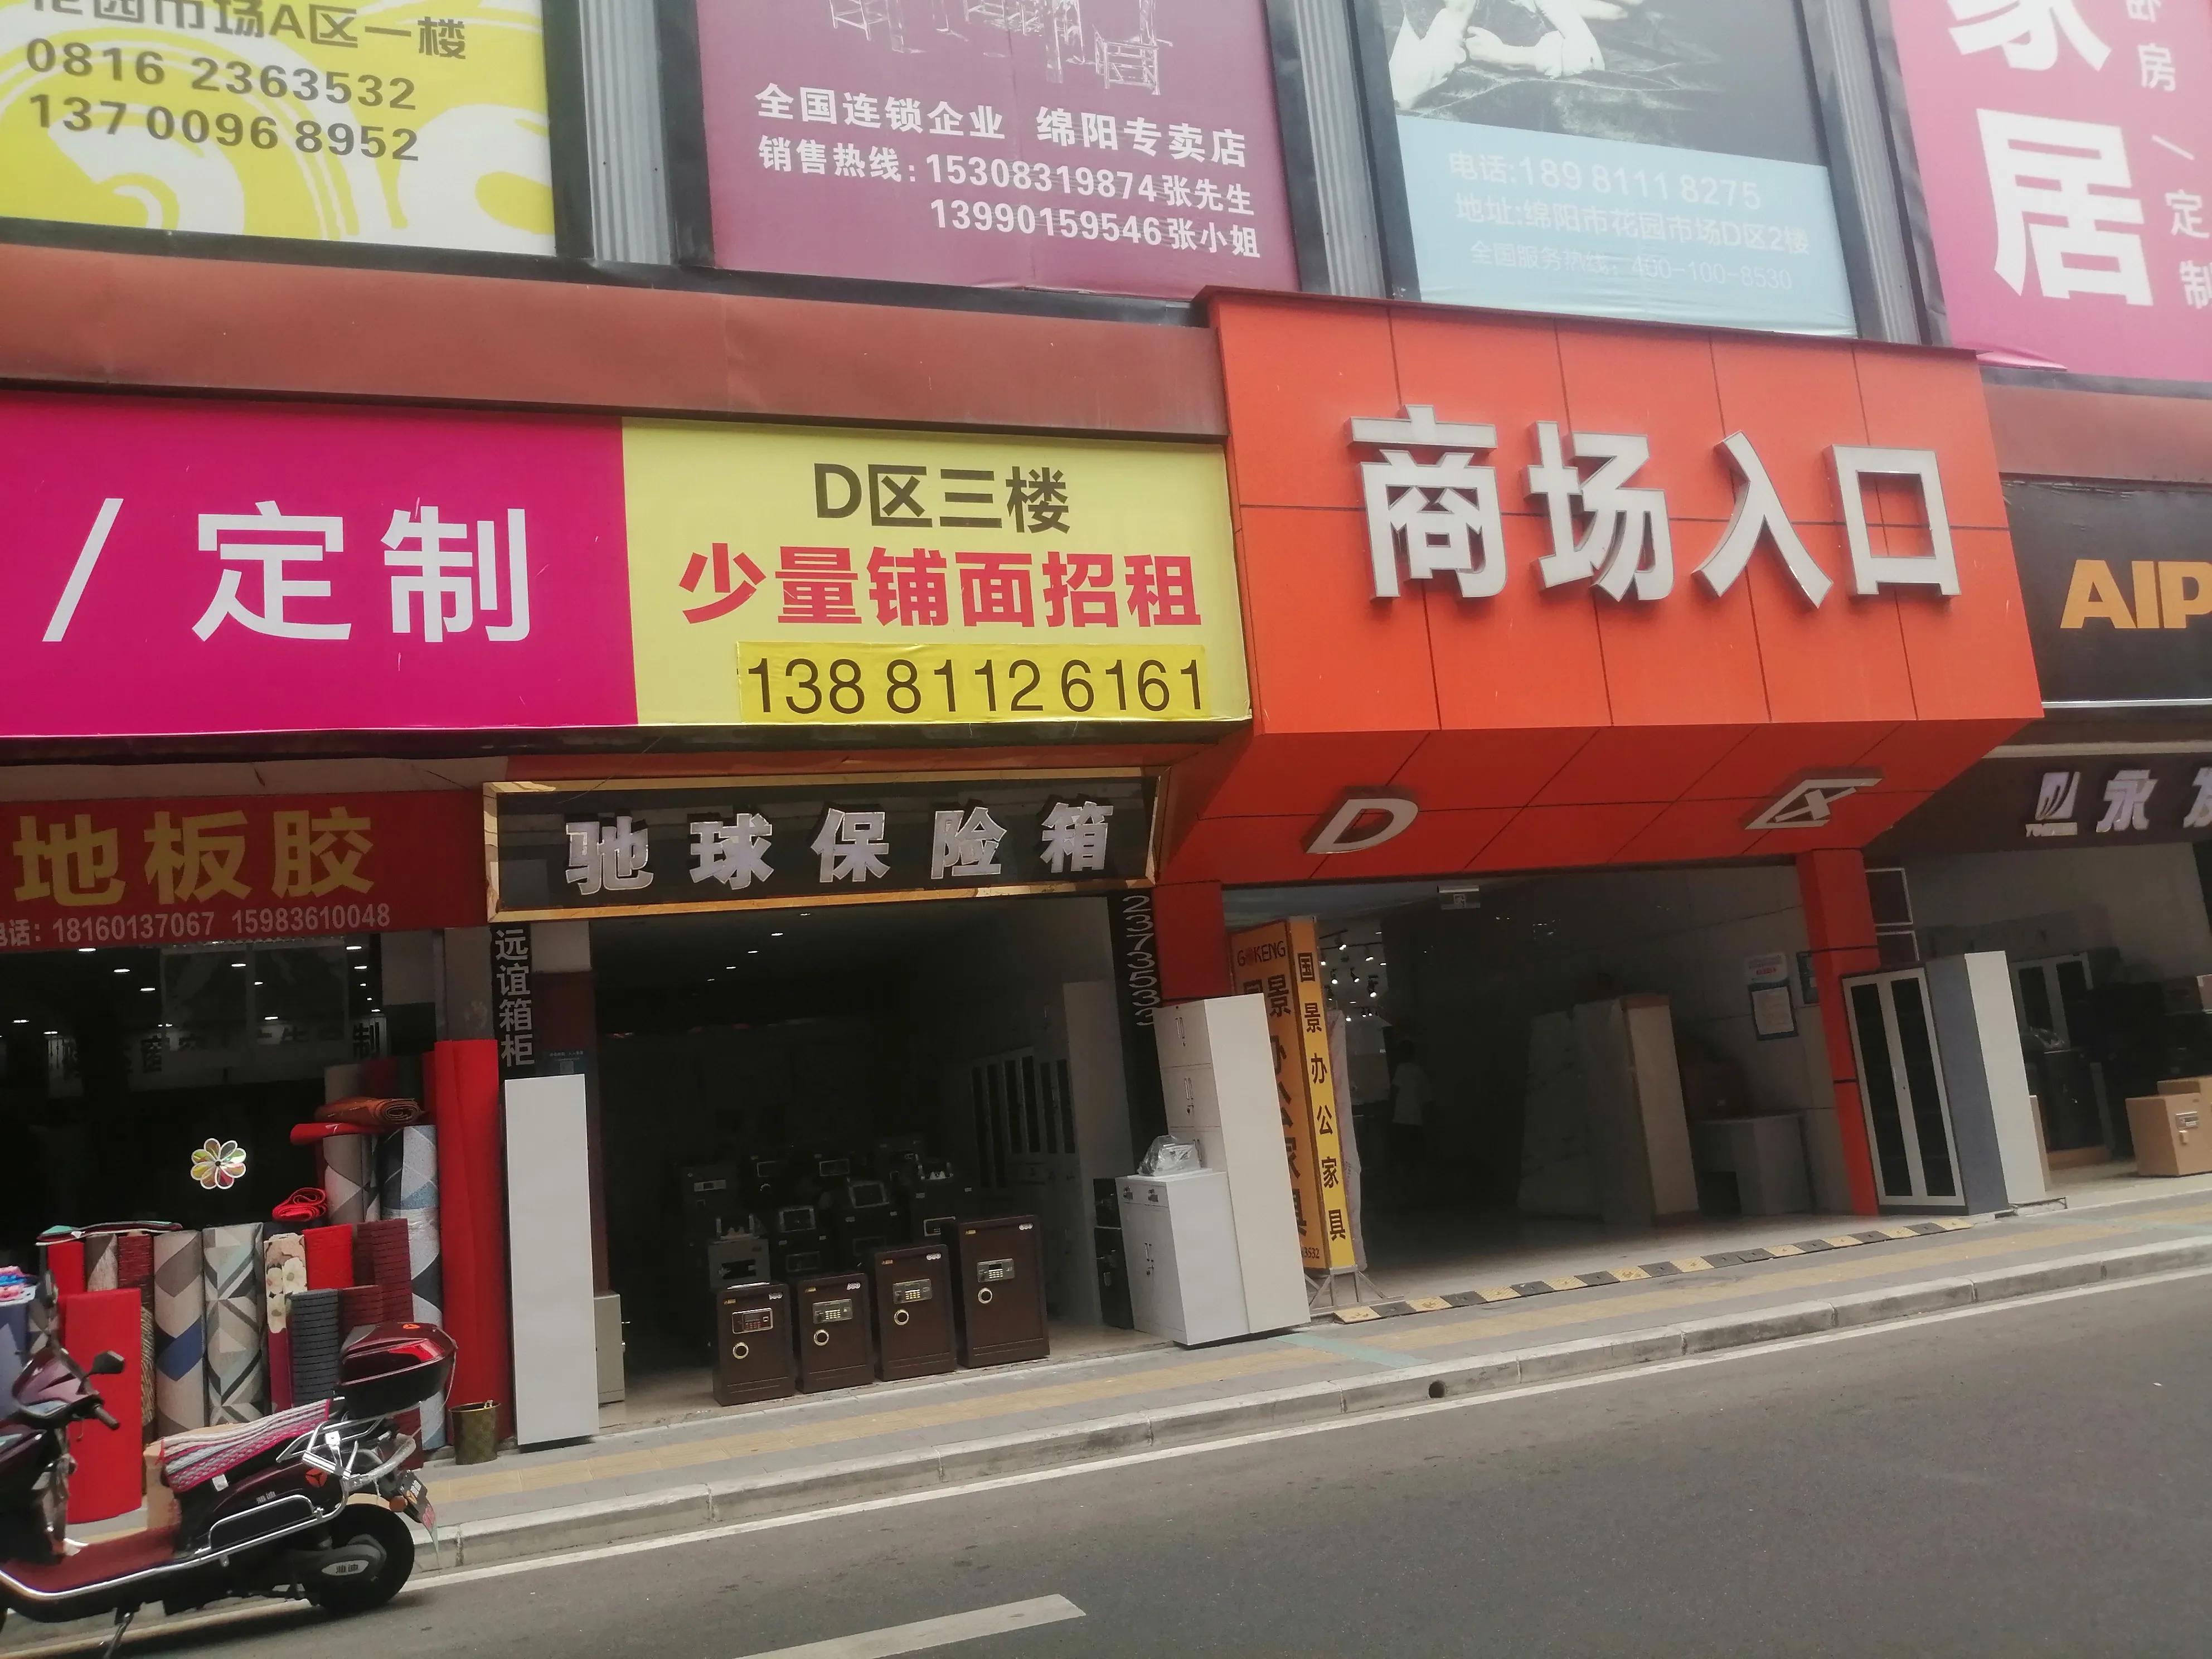 花园市场A区一楼
0816 2363532
137 0096 8952
全国连锁企业 绵阳专卖店
销售热线:15308319874张先生
13990159546张小姐
电话:189 8111 8275
地址:绵阳市花园市场D区2楼
全国服务热线:400-100-8530
家居
卧房/定制
/定制
D区三楼
少量铺面招租
138 8112 6161
商场入口
D区
AIP
地板胶
电话:18160137067 15983610048
驰球保险箱
远谊箱柜
2373532
国景办公家具
永